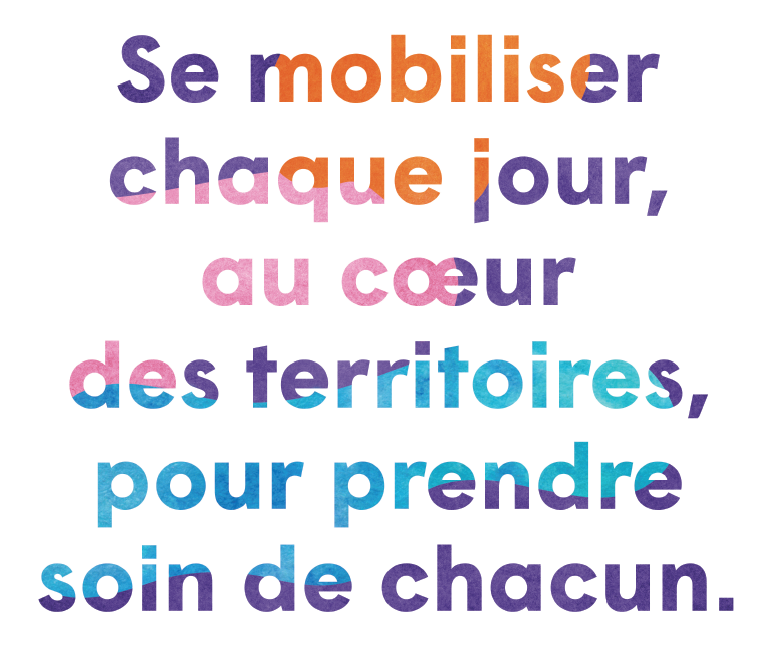 Se mobiliser
chaque jour,
au cœur
des territoires,
pour prendre
soin de chacun.